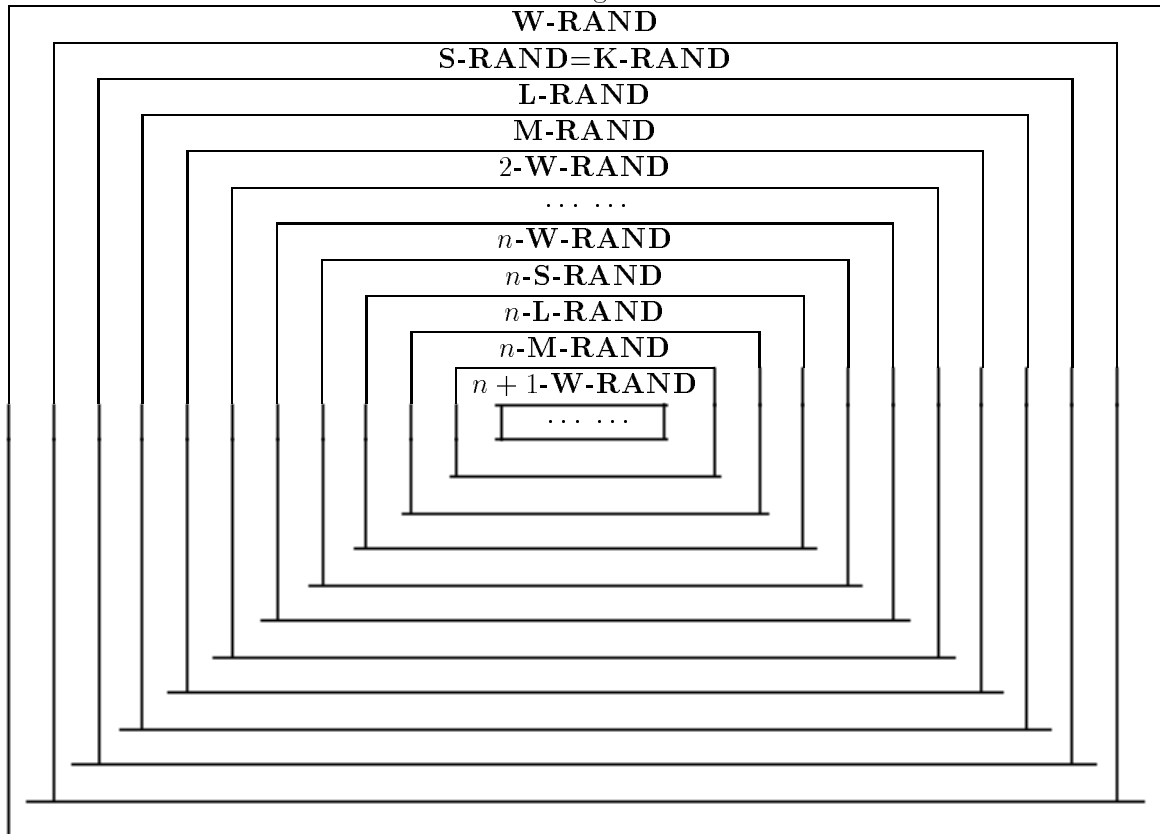 W-RAND
S-RAND=K-RAND
L-RAND
M-RAND
2-W-RAND
... ...
n-W-RAND
n-S-RAND
n-L-RAND
n-M-RAND
n + 1-W-RAND
... ...